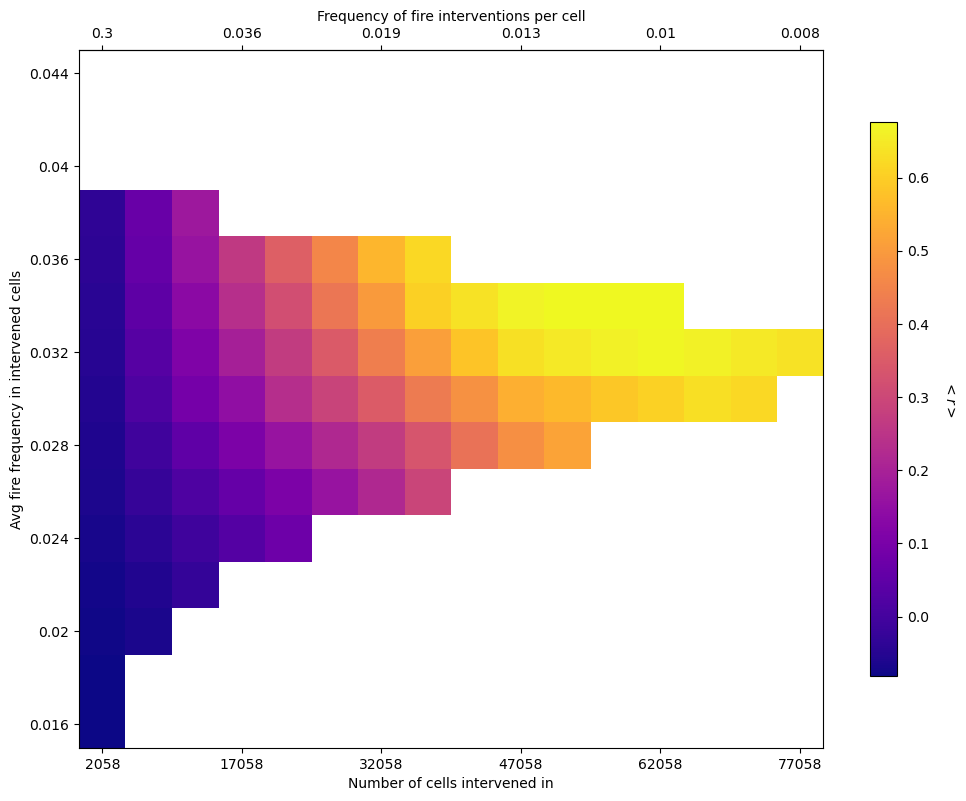 Frequency of fire interventions per cell
0.3 0.036 0.019 0.013 0.01 0.008
0.044
0.04
0.036
0.032
0.028
0.024
0.02
0.016
Avg fire frequency in intervened cells
2058 17058 32058 47058 62058 77058
Number of cells intervened in
0.6
0.5
0.4
0.3
0.2
0.1
0.0
< r >